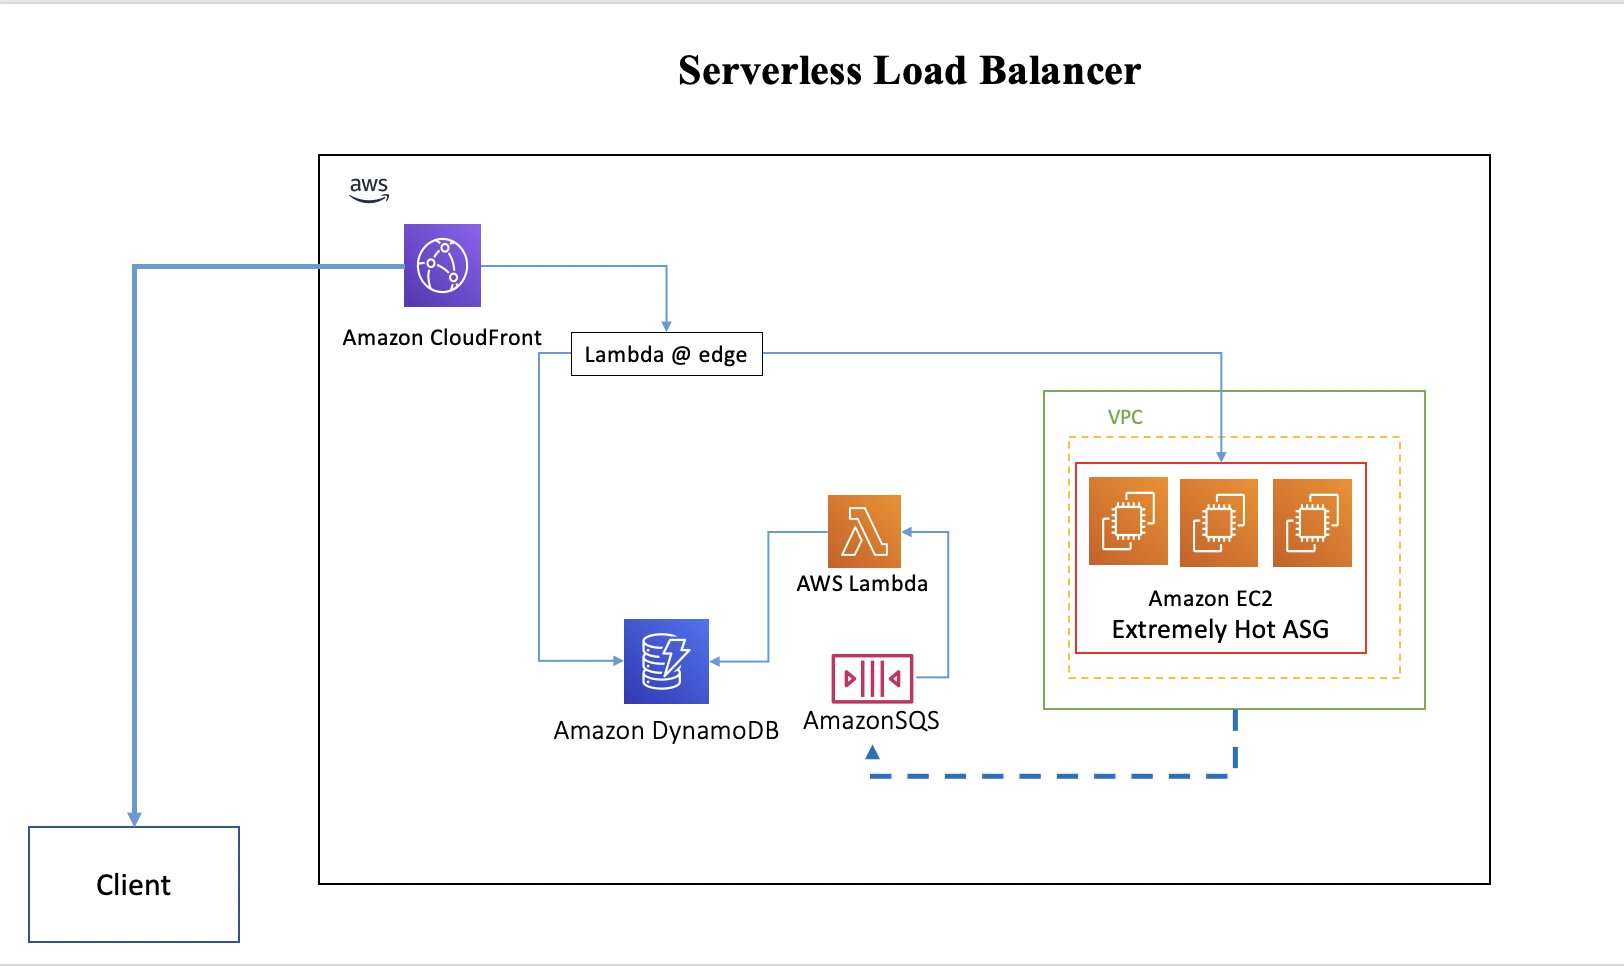 Serverless Load Balancer
aws
Amazon CloudFront
Lambda @ edge
VPC
AWS Lambda
Amazon EC2
Extremely Hot ASG
Amazon DynamoDB
AmazonSQS
Client